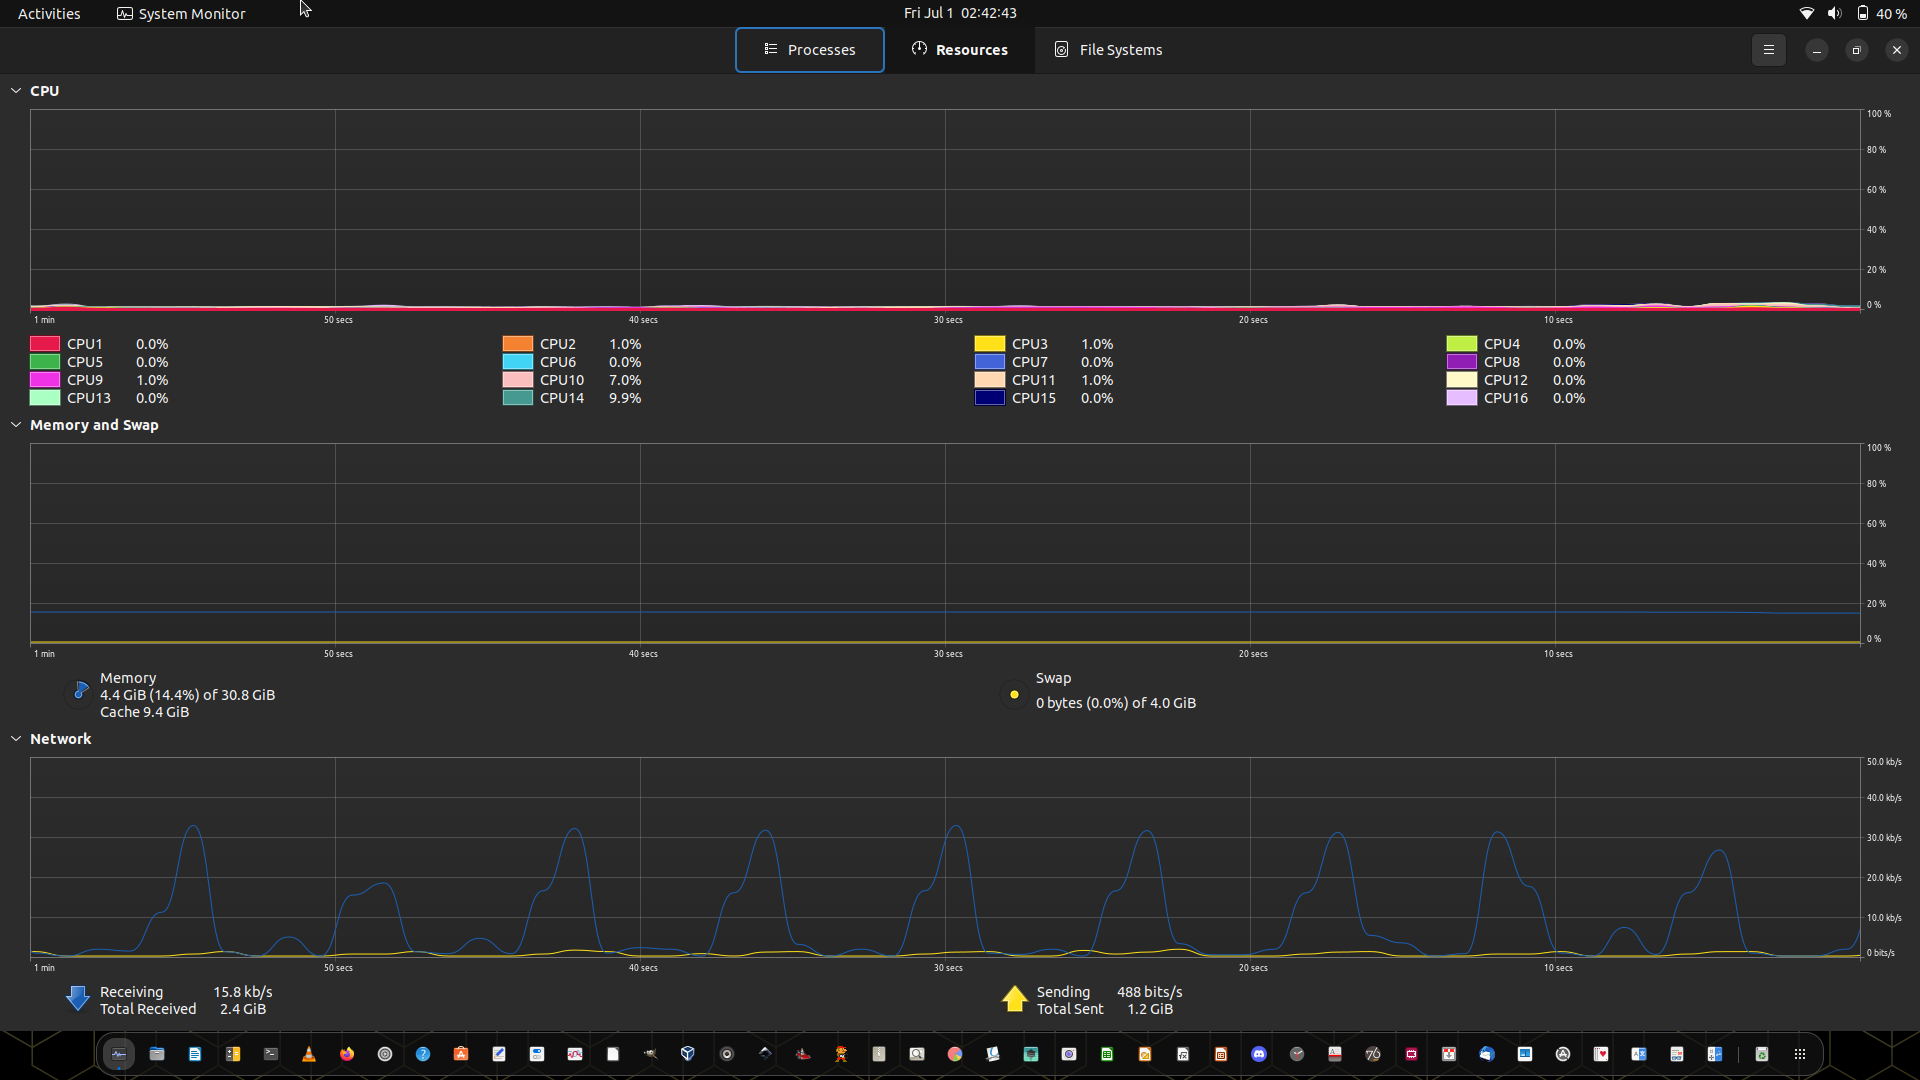 Activities System Monitor Fri Jul 1 02:42:43 40 %
Processes Resources File Systems
CPU
100 %
80 %
60 %
40 %
20 %
0 %
1 min 50 secs 40 secs 30 secs 20 secs 10 secs
CPU1 0.0% CPU2 1.0% CPU3 1.0% CPU4 0.0%
CPU5 0.0% CPU6 0.0% CPU7 0.0% CPU8 0.0%
CPU9 1.0% CPU10 7.0% CPU11 1.0% CPU12 0.0%
CPU13 0.0% CPU14 9.9% CPU15 0.0% CPU16 0.0%
Memory and Swap
100 %
80 %
60 %
40 %
20 %
0 %
1 min 50 secs 40 secs 30 secs 20 secs 10 secs
Memory Swap
4.4 GiB (14.4%) of 30.8 GiB 0 bytes (0.0%) of 4.0 GiB
Cache 9.4 GiB
Network
50.0 kb/s
40.0 kb/s
30.0 kb/s
20.0 kb/s
10.0 kb/s
0 bits/s
1 min 50 secs 40 secs 30 secs 20 secs 10 secs
Receiving 15.8 kb/s Sending 488 bits/s
Total Received 2.4 GiB Total Sent 1.2 GiB